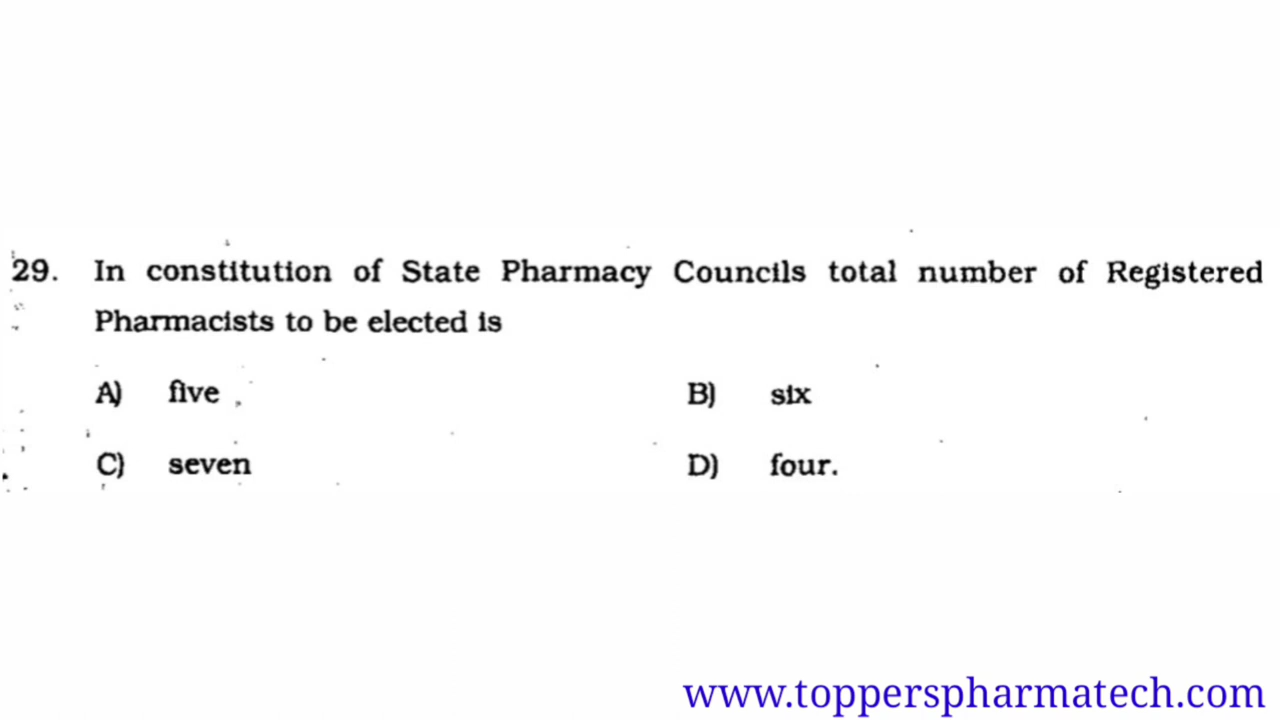 29. In constitution of State Pharmacy Councils total number of Registered
Pharmacists to be elected is
A) five B) six
C) seven D) four.
www.topperspharmatech.com